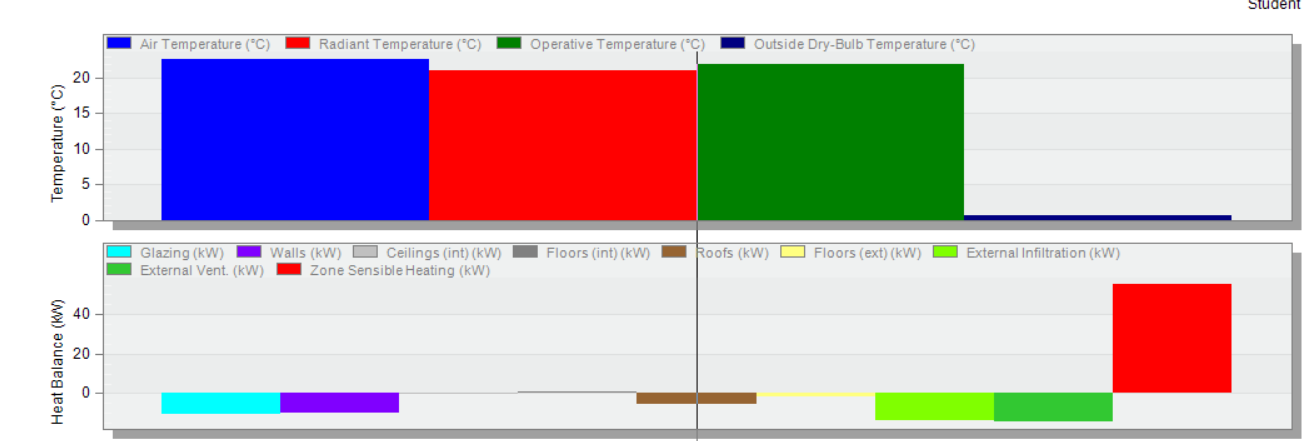 Student
Air Temperature (°C) Radiant Temperature (°C) Operative Temperature (°C) Outside Dry-Bulb Temperature (°C)
Temperature (°C)
20
15
10
5
0
Glazing (kW) Walls (kW) Ceilings (int) (kW) Floors (int) (kW) Roofs (kW) Floors (ext) (kW) External Infiltration (kW)
External Vent. (kW) Zone Sensible Heating (kW)
Heat Balance (kW)
40
20
0